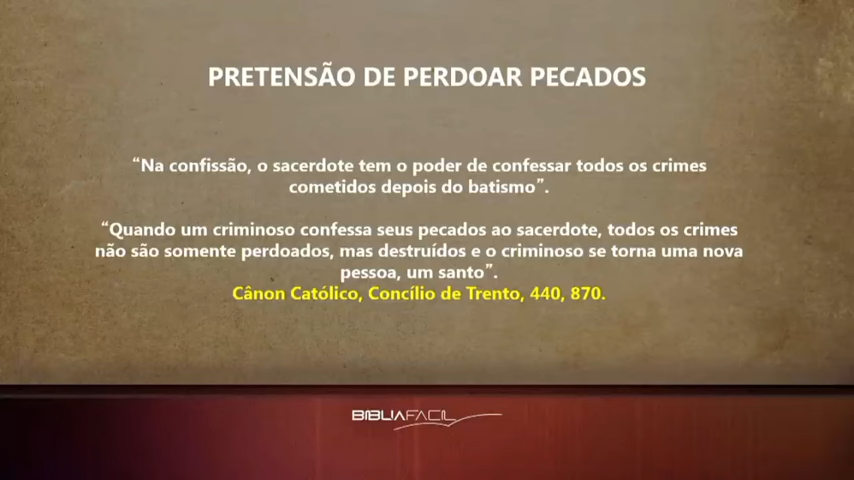 PRETENSÃO DE PERDOAR PECADOS
“Na confissão, o sacerdote tem o poder de confessar todos os crimes
cometidos depois do batismo”.
“Quando um criminoso confessa seus pecados ao sacerdote, todos os crimes
não são somente perdoados, mas destruídos e o criminoso se torna uma nova
pessoa, um santo”.
Cânon Católico, Concílio de Trento, 440, 870.
BÍBLIAFÁCIL